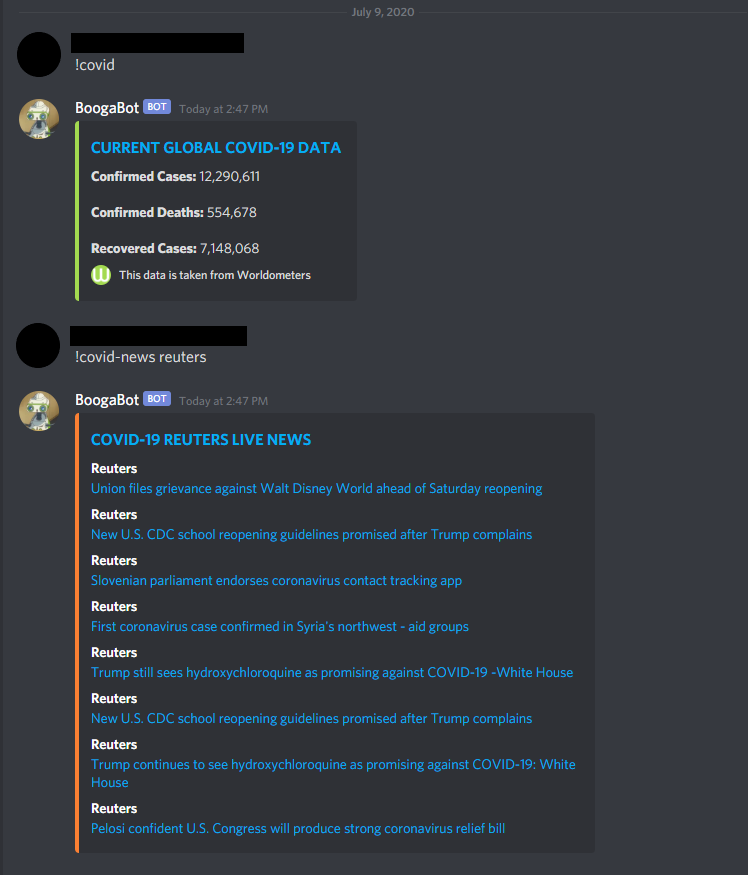 July 9, 2020
!covid
BoogaBot BOT Today at 2:47 PM
CURRENT GLOBAL COVID-19 DATA
Confirmed Cases: 12,290,611
Confirmed Deaths: 554,678
Recovered Cases: 7,148,068
This data is taken from Worldometers
!covid-news reuters
BoogaBot BOT Today at 2:47 PM
COVID-19 REUTERS LIVE NEWS
Reuters
Union files grievance against Walt Disney World ahead of Saturday reopening
Reuters
New U.S. CDC school reopening guidelines promised after Trump complains
Reuters
Slovenian parliament endorses coronavirus contact tracking app
Reuters
First coronavirus case confirmed in Syria's northwest - aid groups
Reuters
Trump still sees hydroxychloroquine as promising against COVID-19 -White House
Reuters
New U.S. CDC school reopening guidelines promised after Trump complains
Reuters
Trump continues to see hydroxychloroquine as promising against COVID-19: White
House
Reuters
Pelosi confident U.S. Congress will produce strong coronavirus relief bill